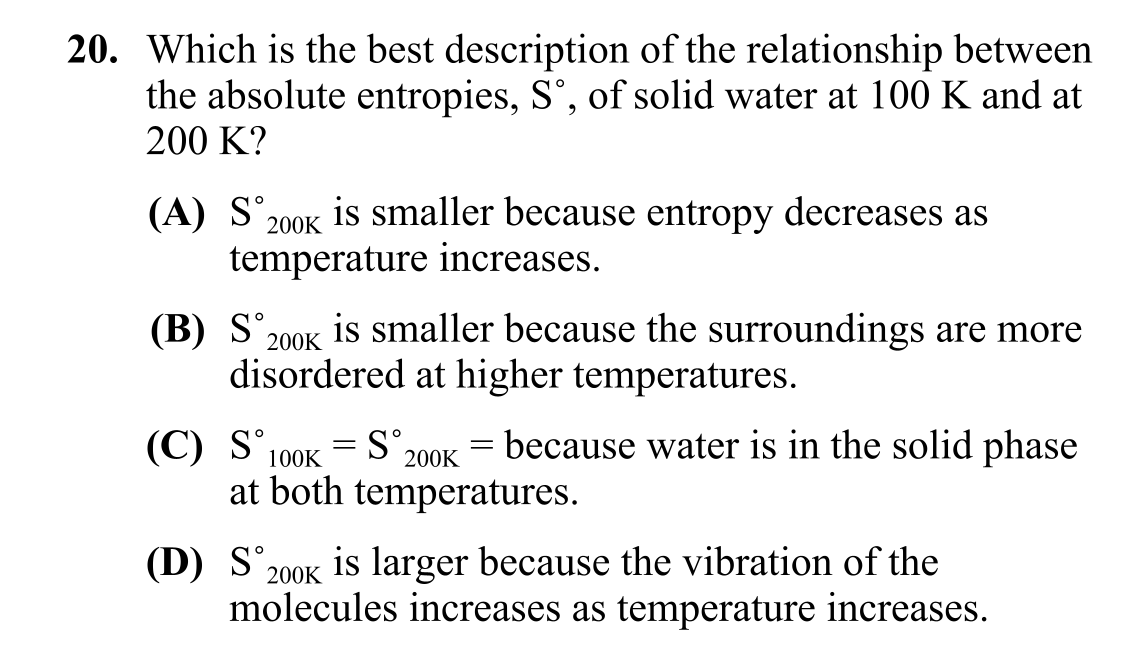 20. Which is the best description of the relationship between
the absolute entropies, S˚, of solid water at 100 K and at
200 K?
(A) S˚200K is smaller because entropy decreases as
temperature increases.
(B) S˚200K is smaller because the surroundings are more
disordered at higher temperatures.
(C) S˚100K = S˚200K = because water is in the solid phase
at both temperatures.
(D) S˚200K is larger because the vibration of the
molecules increases as temperature increases.